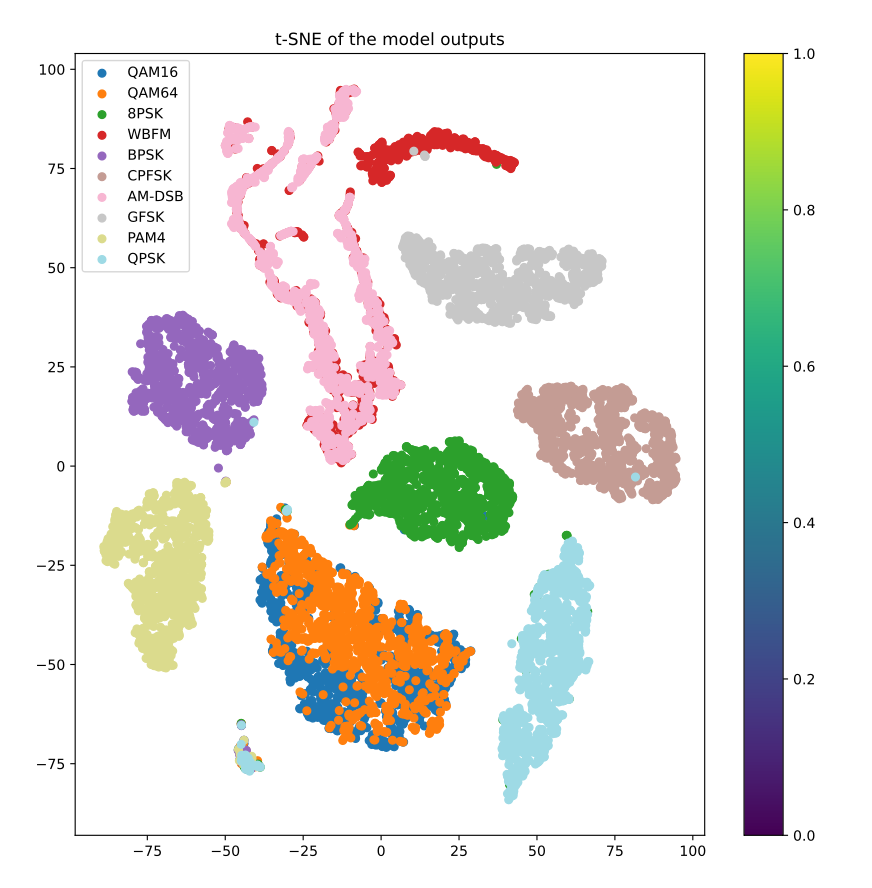 t-SNE of the model outputs
100
75
50
25
0
−25
−50
−75
QAM16
QAM64
8PSK
WBFM
BPSK
CPFSK
AM-DSB
GFSK
PAM4
QPSK
−75 −50 −25 0 25 50 75 100
1.0
0.8
0.6
0.4
0.2
0.0